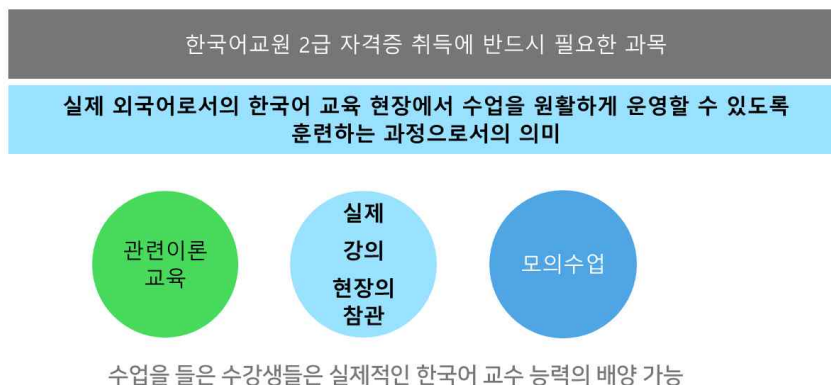 한국어교원 2급 자격증 취득에 반드시 필요한 과목
실제 외국어로서의 한국어 교육 현장에서 수업을 원활하게 운영할 수 있도록
훈련하는 과정으로서의 의미
관련이론
교육
실제
강의
현장의
참관
모의수업
수업을 들은 수강생들은 실제적인 한국어 교수 능력의 배양 가능